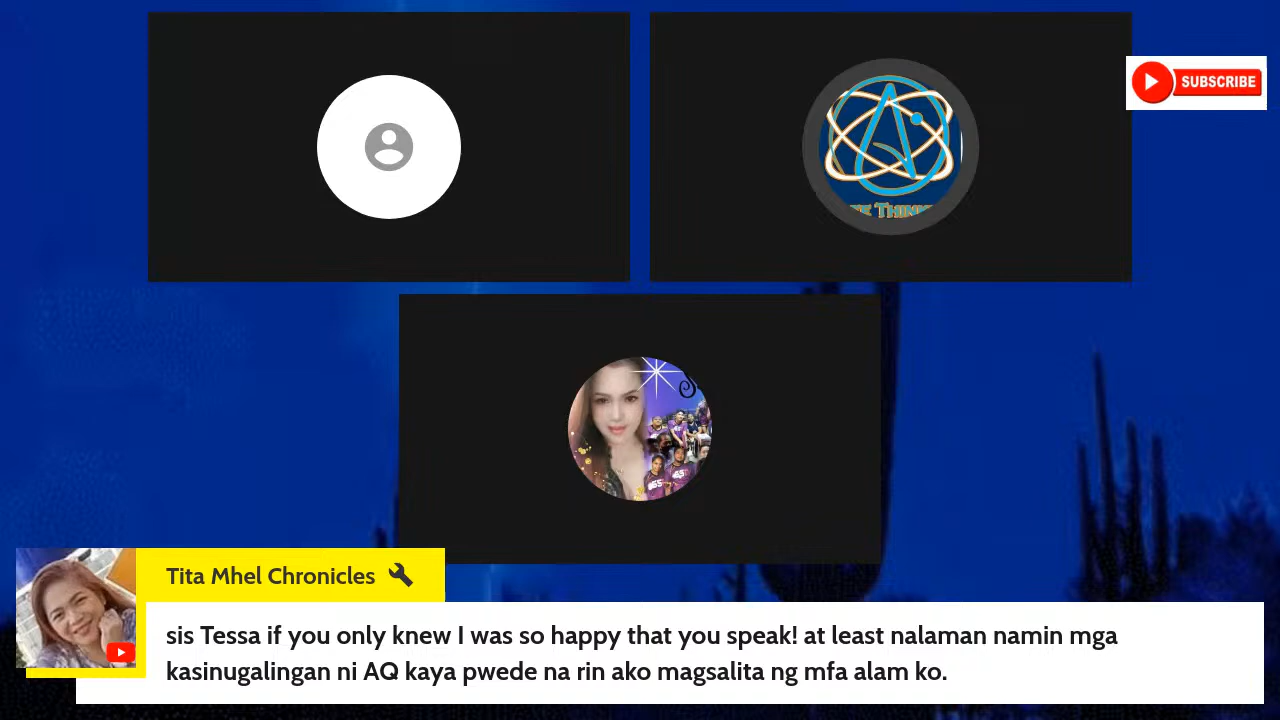 SUBSCRIBE
Tita Mhel Chronicles
sis Tessa if you only knew I was so happy that you speak! at least nalaman namin mga
kasinugalingan ni AQ kaya pwede na rin ako magsalita ng mfa alam ko.